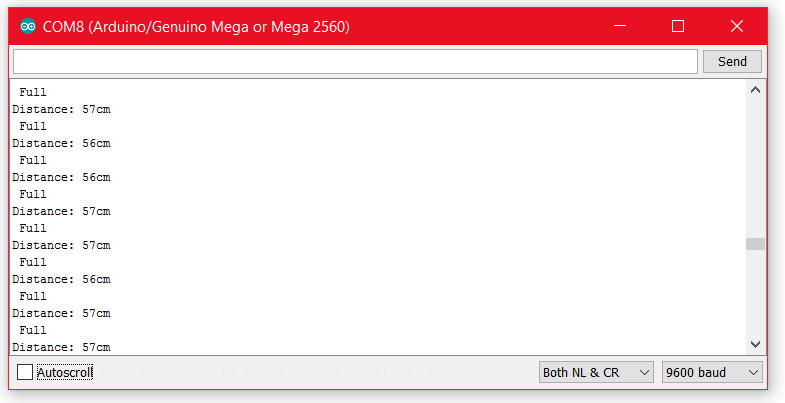 COM8 (Arduino/Genuino Mega or Mega 2560)
Send
Full
Distance: 57cm
Full
Distance: 56cm
Full
Distance: 56cm
Full
Distance: 57cm
Full
Distance: 57cm
Full
Distance: 56cm
Full
Distance: 57cm
Full
Distance: 57cm
Autoscroll
Both NL & CR
9600 baud